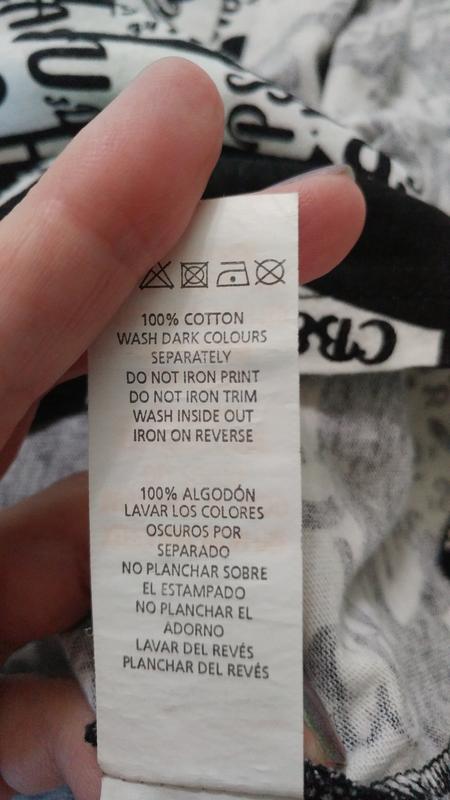 100% COTTON
WASH DARK COLOURS
SEPARATELY
DO NOT IRON PRINT
DO NOT IRON TRIM
WASH INSIDE OUT
IRON ON REVERSE
100% ALGODÓN
LAVAR LOS COLORES
OSCUROS POR
SEPARADO
NO PLANCHAR SOBRE
EL ESTAMPADO
NO PLANCHAR EL
ADORNO
LAVAR DEL REVÉS
PLANCHAR DEL REVÉS